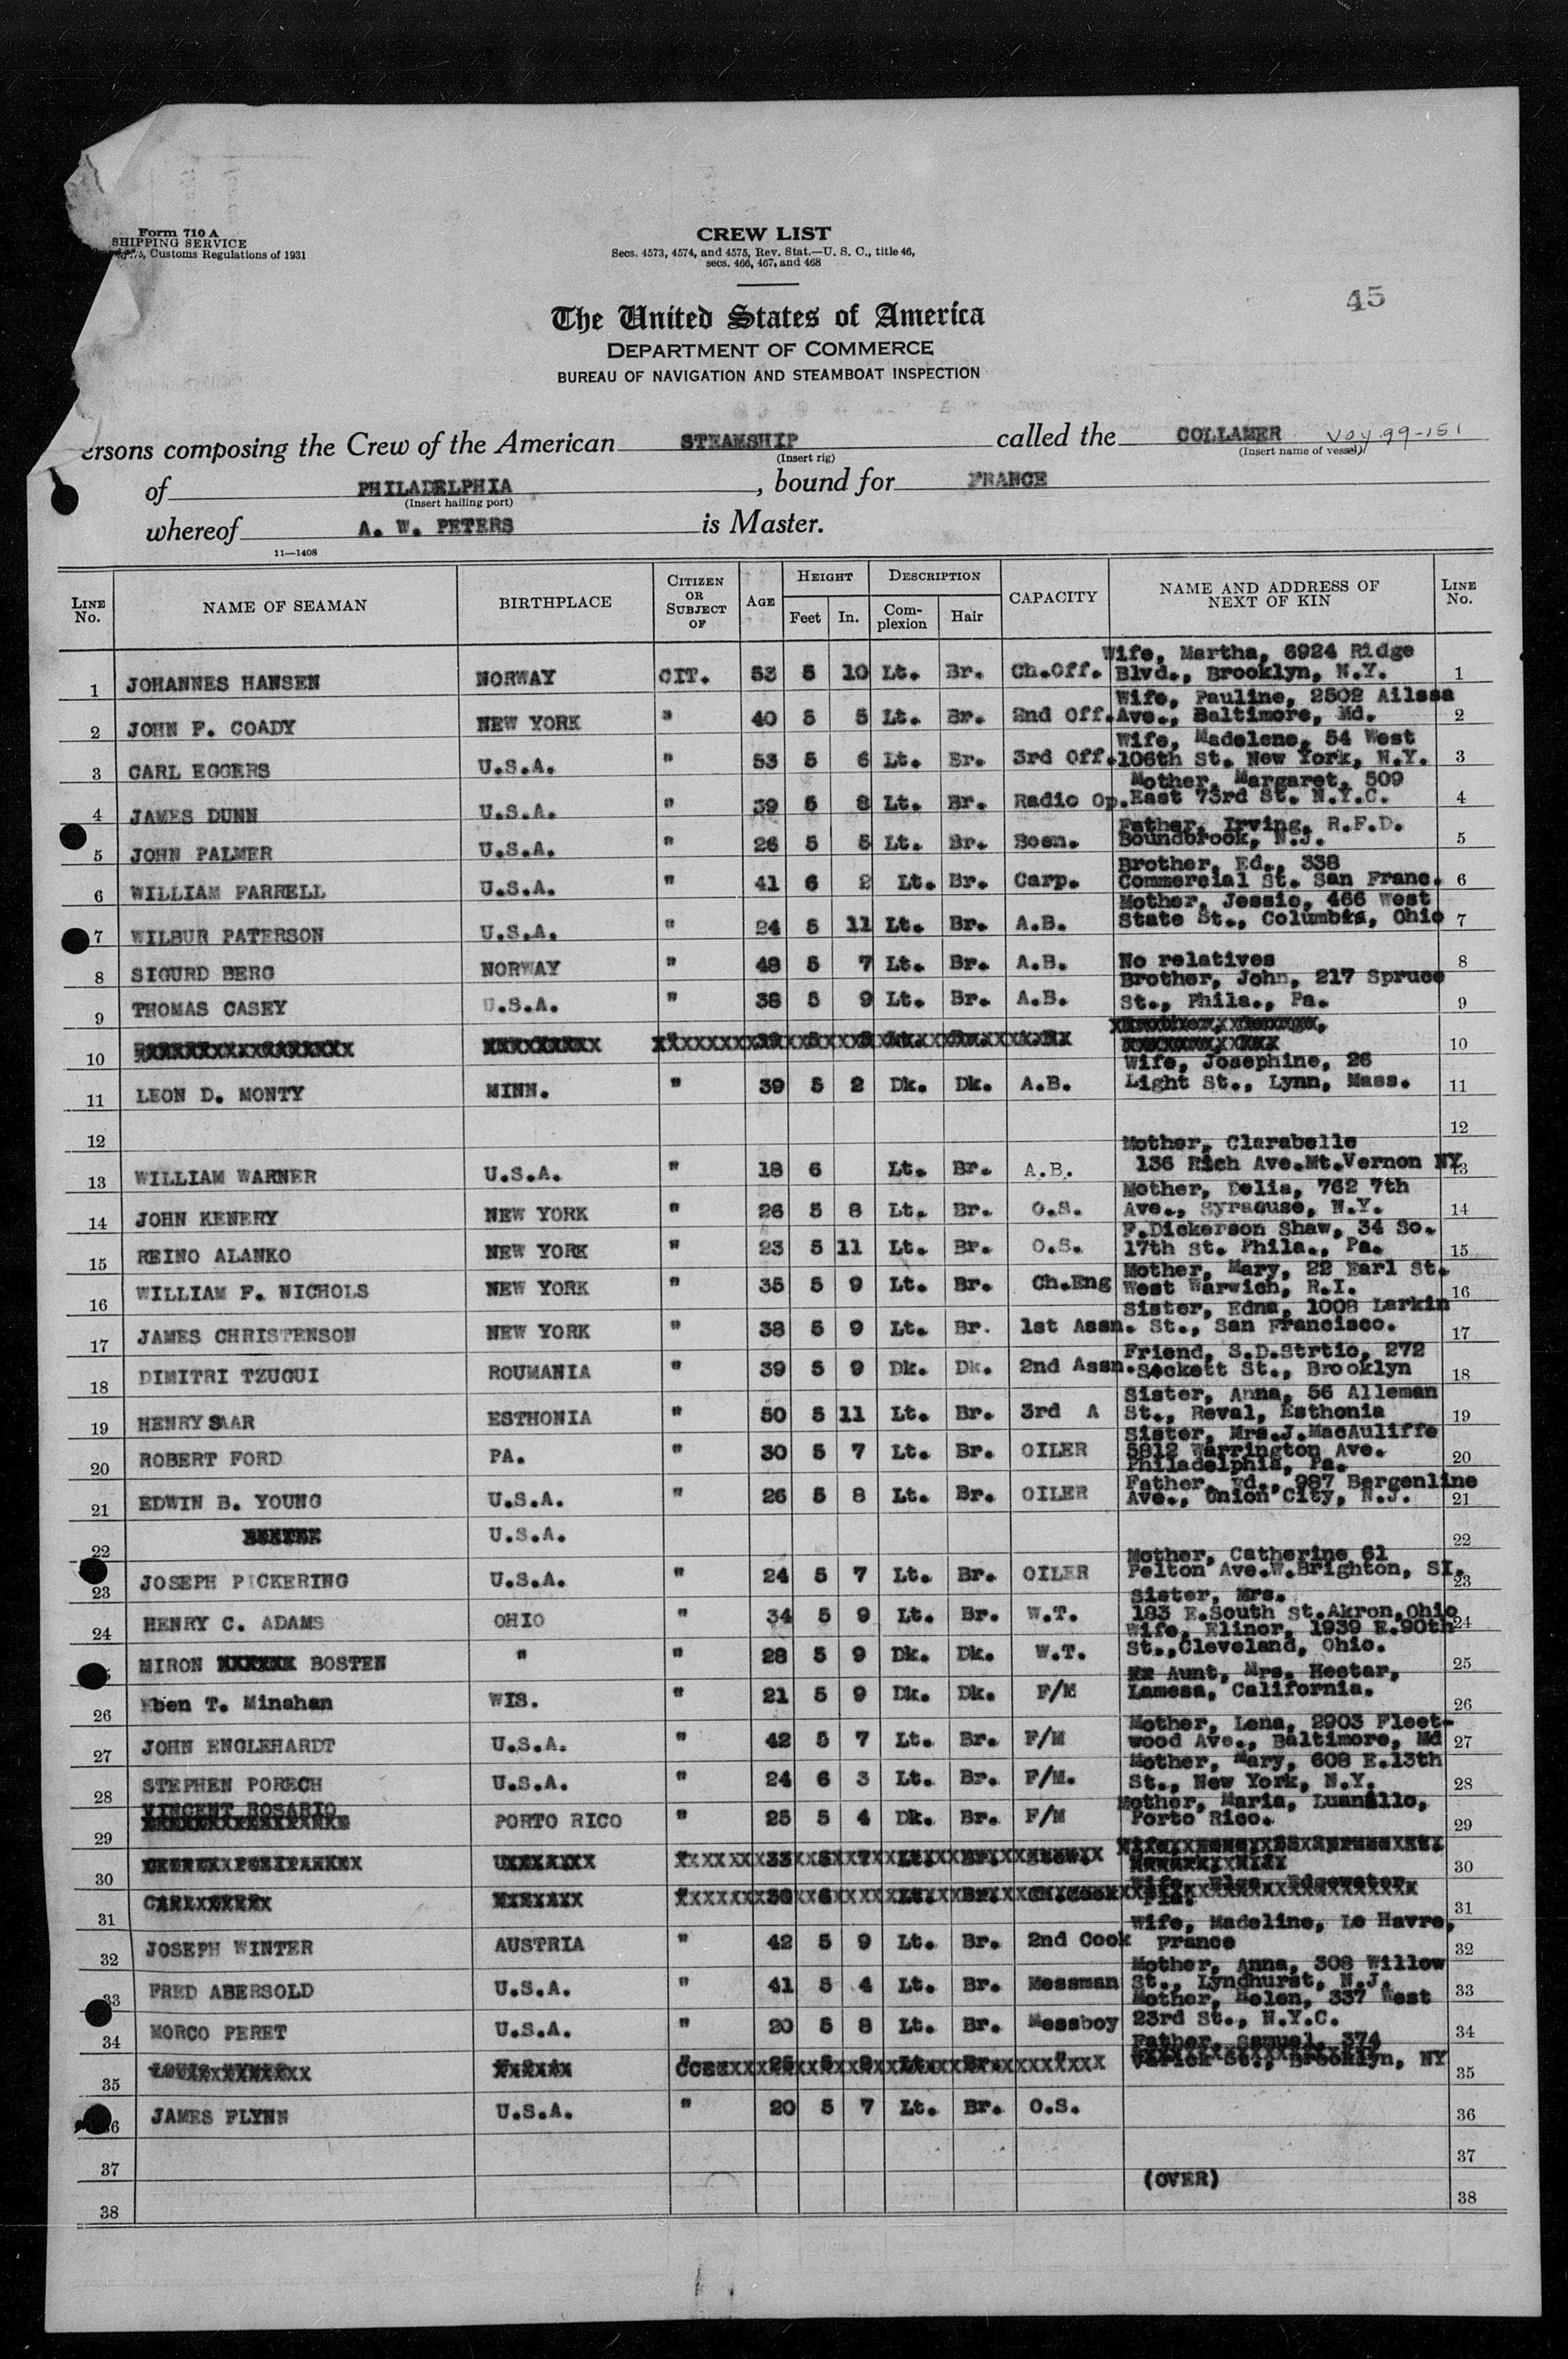 Form 710 A
SHIPPING SERVICE
Customs Regulations of 1931
CREW LIST
Secs. 4573, 4574, and 4575, Rev. Stat.—U. S. C., title 46,
secs. 466, 467, and 468
45
The United States of America
DEPARTMENT OF COMMERCE
BUREAU OF NAVIGATION AND STEAMBOAT INSPECTION
ersons composing the Crew of the American STEAMSHIP called the COLLAMER Voy 99-151
(Insert rig) (Insert name of vessel)
of PHILADELPHIA, bound for FRANCE
(Insert hailing port)
whereof A. W. PETERS is Master.
11—1408
LINE No. NAME OF SEAMAN BIRTHPLACE CITIZEN OR SUBJECT OF AGE HEIGHT Feet In. DESCRIPTION Complexion Hair CAPACITY NAME AND ADDRESS OF NEXT OF KIN LINE No.
1 JOHANNES HANSEN NORWAY CIT. 53 5 10 Lt. Br. Ch.Off. Wife, Martha, 6924 Ridge Blvd., Brooklyn, N.Y. 1
2 JOHN F. COADY NEW YORK " 40 5 5 Lt. Br. 2nd Off. Wife, Pauline, 2502 Ailssa Ave., Baltimore, Md. 2
3 CARL EGGERS U.S.A. " 53 5 6 Lt. Br. 3rd Off. Wife, Madelene, 54 West 106th St. New York, N.Y. 3
4 JAMES DUNN U.S.A. " 39 5 8 Lt. Br. Radio Op. Mother, Margaret, 509 East 73rd St. N.Y.C. 4
5 JOHN PALMER U.S.A. " 26 5 5 Lt. Br. Bosn. Father, Irving, R.F.D. Boundbrook, N.J. 5
6 WILLIAM FARRELL U.S.A. " 41 6 2 Lt. Br. Carp. Brother, Ed., 338 Commercial St. San Franc. 6
7 WILBUR PATERSON U.S.A. " 24 5 11 Lt. Br. A.B. Mother, Jessie, 466 West State St., Columbis, Ohio 7
8 SIGURD BERG NORWAY " 48 5 7 Lt. Br. A.B. No relatives 8
9 THOMAS CASEY U.S.A. " 38 5 9 Lt. Br. A.B. Brother, John, 217 Spruce St., Phila., Pa. 9
10 10
11 LEON D. MONTY MINN. " 39 5 2 Dk. Dk. A.B. Wife, Josephine, 26 Light St., Lynn, Mass. 11
12 12
13 WILLIAM WARNER U.S.A. " 18 6 Lt. Br. A.B. Mother, Clarabelle 136 Rich Ave.Mt.Vernon NY 13
14 JOHN KENERY NEW YORK " 26 5 8 Lt. Br. O.S. Mother, Delia, 762 7th Ave., Syracuse, N.Y. 14
15 REINO ALANKO NEW YORK " 23 5 11 Lt. Br. O.S. F.Dickerson Shaw, 34 So. 17th St. Phila., Pa. 15
16 WILLIAM F. NICHOLS NEW YORK " 35 5 9 Lt. Br. Ch.Eng Mother, Mary, 22 Earl St. West Warwich, R.I. 16
17 JAMES CHRISTENSON NEW YORK " 38 5 9 Lt. Br. 1st Assn. Sister, Edna, 1008 Larkin St., San Francisco. 17
18 DIMITRI TZUGUI ROUMANIA " 39 5 9 Dk. Dk. 2nd Assn. Friend, S.D.Strtic, 272 Sackett St., Brooklyn 18
19 HENRY SAAR ESTHONIA " 50 5 11 Lt. Br. 3rd A Sister, Anna, 56 Alleman St., Reval, Esthonia 19
20 ROBERT FORD PA. " 30 5 7 Lt. Br. OILER Sister, Mrs.J.MacAuliffe 5812 Warrington Ave. Philadelphia, Pa. 20
21 EDWIN B. YOUNG U.S.A. " 26 5 8 Lt. Br. OILER Father, Ed., 987 Bergenline Ave., Union City, N.J. 21
22 U.S.A. 22
23 JOSEPH PICKERING U.S.A. " 24 5 7 Lt. Br. OILER Mother, Catherine 61 Pelton Ave.W.Brighton, SI. 23
24 HENRY C. ADAMS OHIO " 34 5 9 Lt. Br. W.T. Sister, Mrs. 183 E.South St.Akron,Ohio 24
MIRON BOSTEN " " 28 5 9 Dk. Dk. W.T. Wife, Elinor, 1939 E.90th St.,Cleveland, Ohio. 25
26 Eben T. Minahan WIS. " 21 5 9 Dk. Dk. F/M Aunt, Mrs. Hectar, Lamesa, California. 26
27 JOHN ENGLEHARDT U.S.A. " 42 5 7 Lt. Br. F/M Mother, Lena, 2903 Fleet-wood Ave., Baltimore, Md 27
28 STEPHEN PORECH U.S.A. " 24 6 3 Lt. Br. F/M. Mother, Mary, 608 E.13th St., New York, N.Y. 28
29 VINCENT ROSARIO PORTO RICO " 25 5 4 Dk. Br. F/M Mother, Maria, Luanillo, Porto Rico. 29
30 30
31 31
32 JOSEPH WINTER AUSTRIA " 42 5 9 Lt. Br. 2nd Cook Wife, Madeline, Le Havre, France 32
33 FRED ABERSOLD U.S.A. " 41 5 4 Lt. Br. Messman Mother, Anna, 308 Willow St., Lyndhurst, N.J. 33
34 MORCO PERET U.S.A. " 20 5 8 Lt. Br. Messboy Mother, Helen, 337 West 23rd St., N.Y.C. 34
35 Father, Samuel, 374 Varick St., Brooklyn, NY 35
36 JAMES FLYNN U.S.A. " 20 5 7 Lt. Br. O.S. 36
37 37
(OVER)
38 38